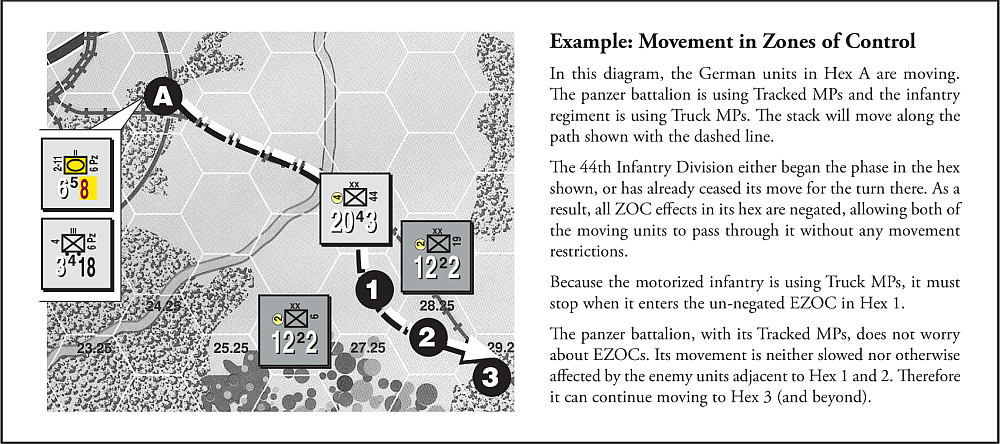 Example: Movement in Zones of Control
In this diagram, the German units in Hex A are moving.
The panzer battalion is using Tracked MPs and the infantry
regiment is using Truck MPs. The stack will move along the
path shown with the dashed line.
The 44th Infantry Division either began the phase in the hex
shown, or has already ceased its move for the turn there. As a
result, all ZOC effects in its hex are negated, allowing both of
the moving units to pass through it without any movement
restrictions.
Because the motorized infantry is using Truck MPs, it must
stop when it enters the un-negated EZOC in Hex 1.
The panzer battalion, with its Tracked MPs, does not worry
about EZOCs. Its movement is neither slowed nor otherwise
affected by the enemy units adjacent to Hex 1 and 2. Therefore
it can continue moving to Hex 3 (and beyond).
A
2-11
II
6 Pz
6 5 8
4
III
6 Pz
3 4 18
4
XX
44
20 4 3
2
XX
19
12 2 2
1
24.25
28.25
2
XX
6
12 2 2
2
23.25
25.25
27.25
29.2
3